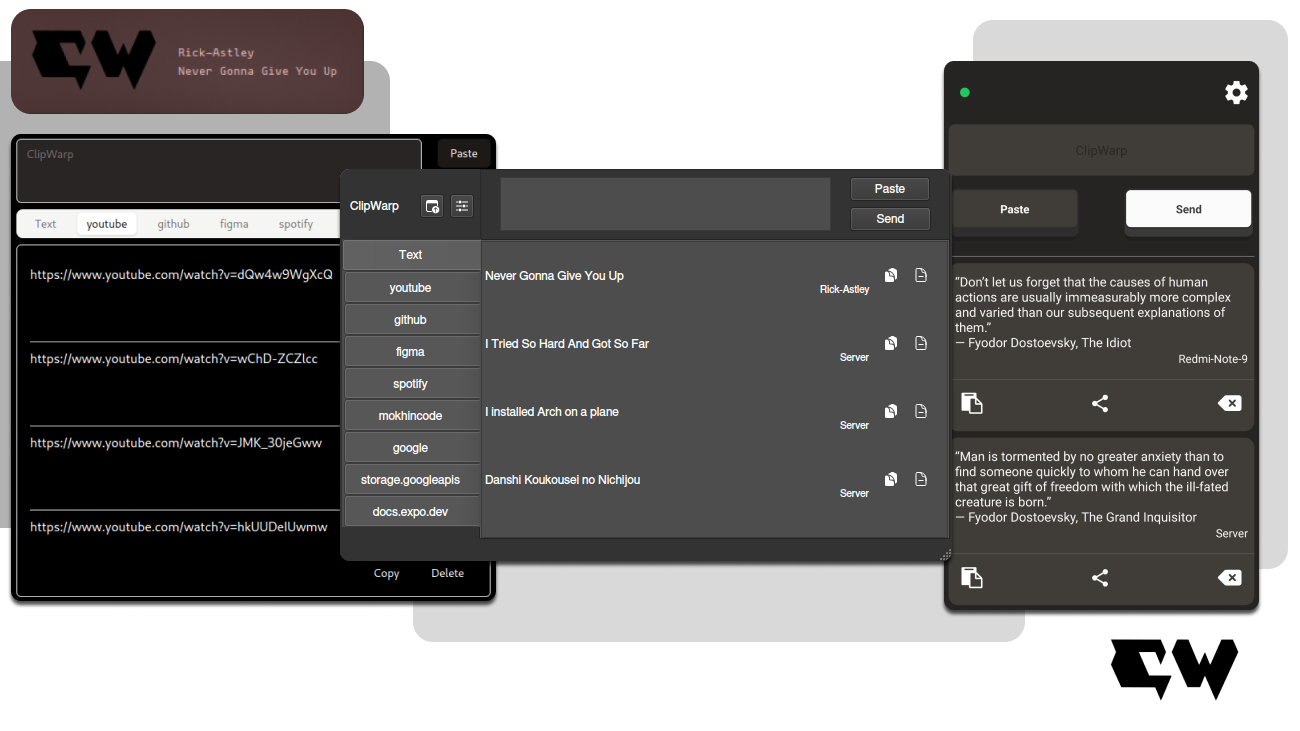 CW
Rick-Astley
Never Gonna Give You Up
ClipWarp
Paste
Text youtube github figma spotify
https://www.youtube.com/watch?v=dQw4w9WgXcQ
https://www.youtube.com/watch?v=wChD-ZCZlcc
https://www.youtube.com/watch?v=JMK_30jeGww
https://www.youtube.com/watch?v=hkUUDelUwmw
Copy Delete
ClipWarp
Paste
Send
Text
youtube
github
figma
spotify
mokhincode
google
storage.googleapis
docs.expo.dev
Never Gonna Give You Up
Rick-Astley
I Tried So Hard And Got So Far
Server
I installed Arch on a plane
Server
Danshi Koukousei no Nichijou
Server
ClipWarp
Paste Send
“Don’t let us forget that the causes of human
actions are usually immeasurably more complex
and varied than our subsequent explanations of
them.”
— Fyodor Dostoevsky, The Idiot
Redmi-Note-9
“Man is tormented by no greater anxiety than to
find someone quickly to whom he can hand over
that great gift of freedom with which the ill-fated
creature is born.”
— Fyodor Dostoevsky, The Grand Inquisitor
Server
CW